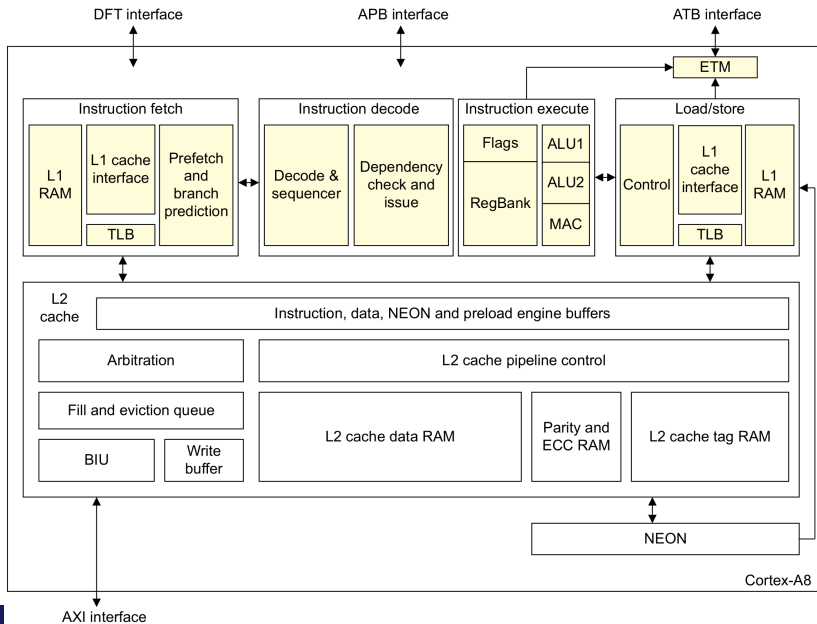 DFT interface
APB interface
ATB interface
ETM
Instruction fetch
L1
RAM
L1 cache
interface
TLB
Prefetch
and
branch
prediction
Instruction decode
Decode &
sequencer
Dependency
check and
issue
Instruction execute
Flags
RegBank
ALU1
ALU2
MAC
Load/store
Control
L1
cache
interface
TLB
L1
RAM
L2
cache
Instruction, data, NEON and preload engine buffers
Arbitration
L2 cache pipeline control
Fill and eviction queue
BIU
Write
buffer
L2 cache data RAM
Parity and
ECC RAM
L2 cache tag RAM
NEON
Cortex-A8
AXI interface